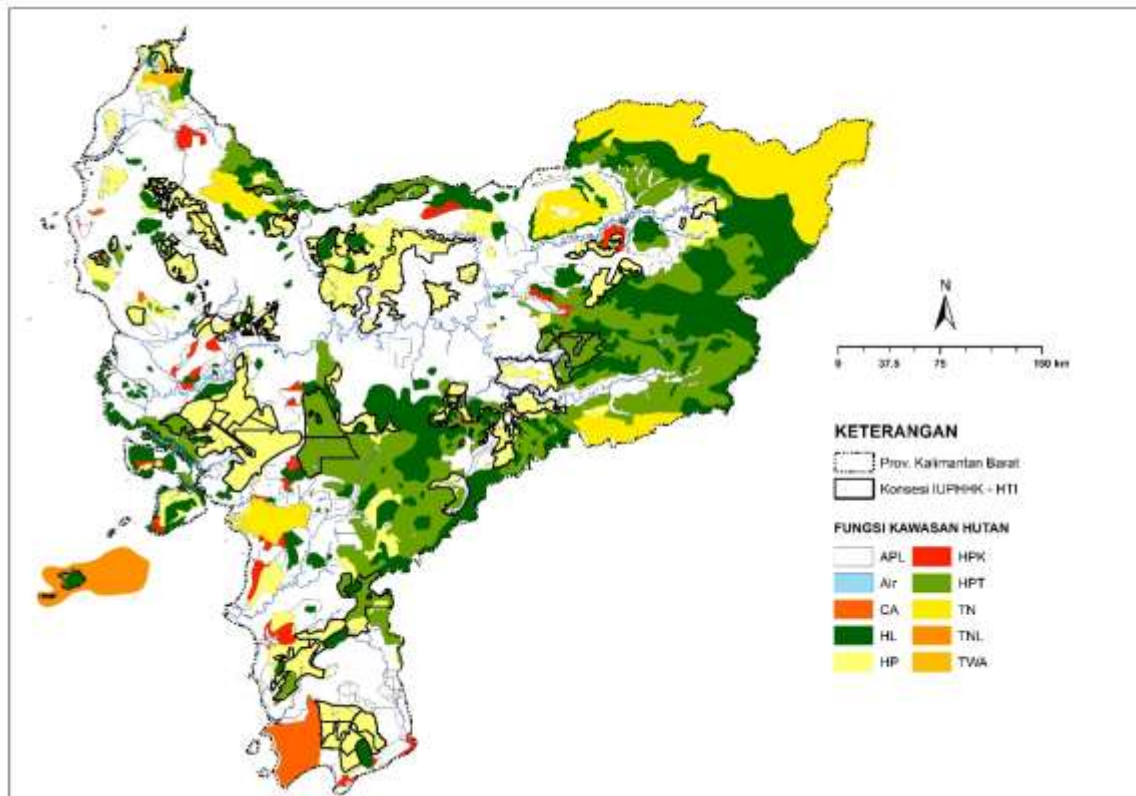 N
0 37.5 75 150 km
KETERANGAN
Prov. Kalimantan Barat
Konsesi IUPHHK - HTI
FUNGSI KAWASAN HUTAN
APL HPK
Air HPT
CA TN
HL TNL
HP TWA